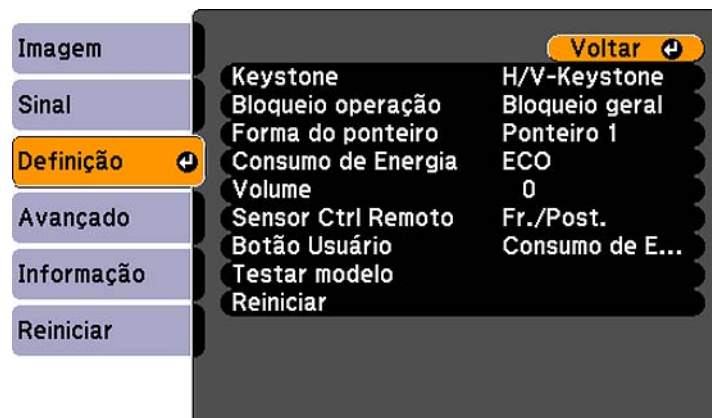 Imagem
Sinal
Definição
Avançado
Informação
Reiniciar
Voltar
Keystone H/V-Keystone
Bloqueio operação Bloqueio geral
Forma do ponteiro Ponteiro 1
Consumo de Energia ECO
Volume 0
Sensor Ctrl Remoto Fr./Post.
Botão Usuário Consumo de E...
Testar modelo
Reiniciar